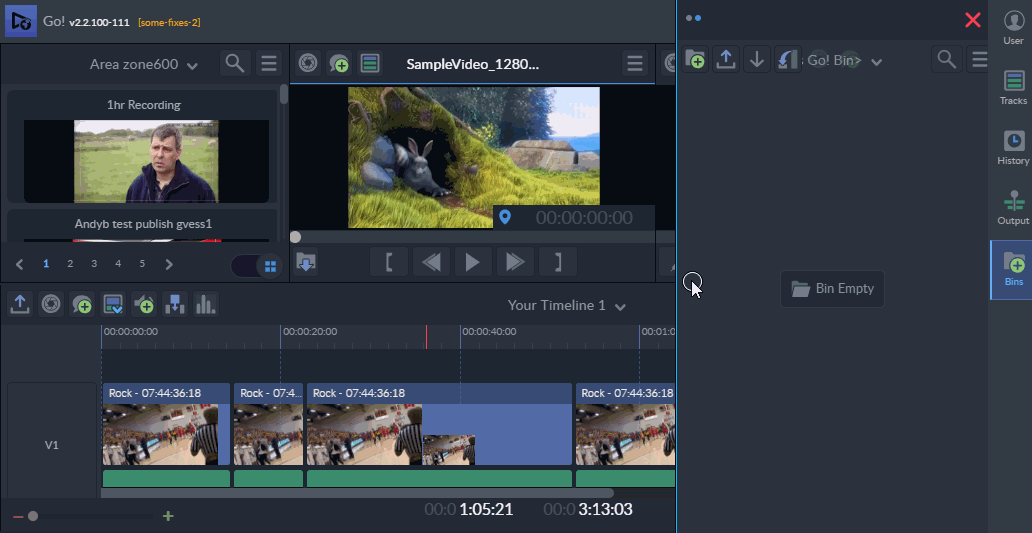 Go! v2.2.100-111 [some-fixes-2]
User
Area zone600
SampleVideo_1280...
Go! Bin>
Tracks
1hr Recording
History
Andyb test publish gvess1
00:00:00:00
Output
1 2 3 4 5
[ ]
Bins
Bin Empty
Your Timeline 1
00:00:00:00 00:00:20:00 00:00:40:00 00:01:0
Rock - 07:44:36:18 Rock - 07:4... Rock - 07:44:36:18 Rock - 07:44:36:18
V1
00:0 1:05:21 00:0 3:13:03